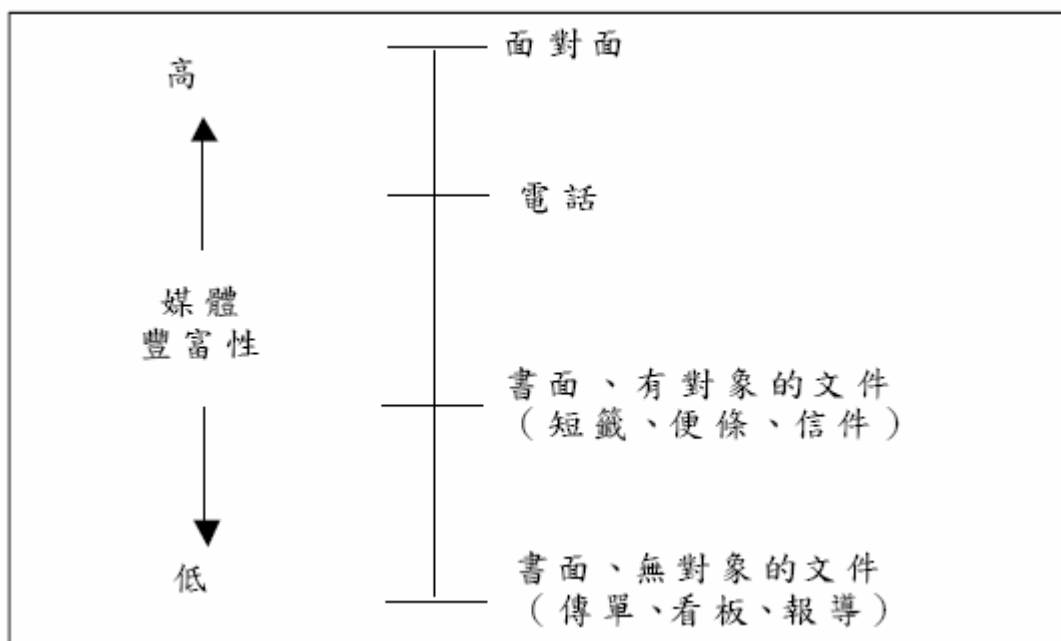 高
媒體
豐富性
低
面對面
電話
書面、有對象的文件
（短籤、便條、信件）
書面、無對象的文件
（傳單、看板、報導）